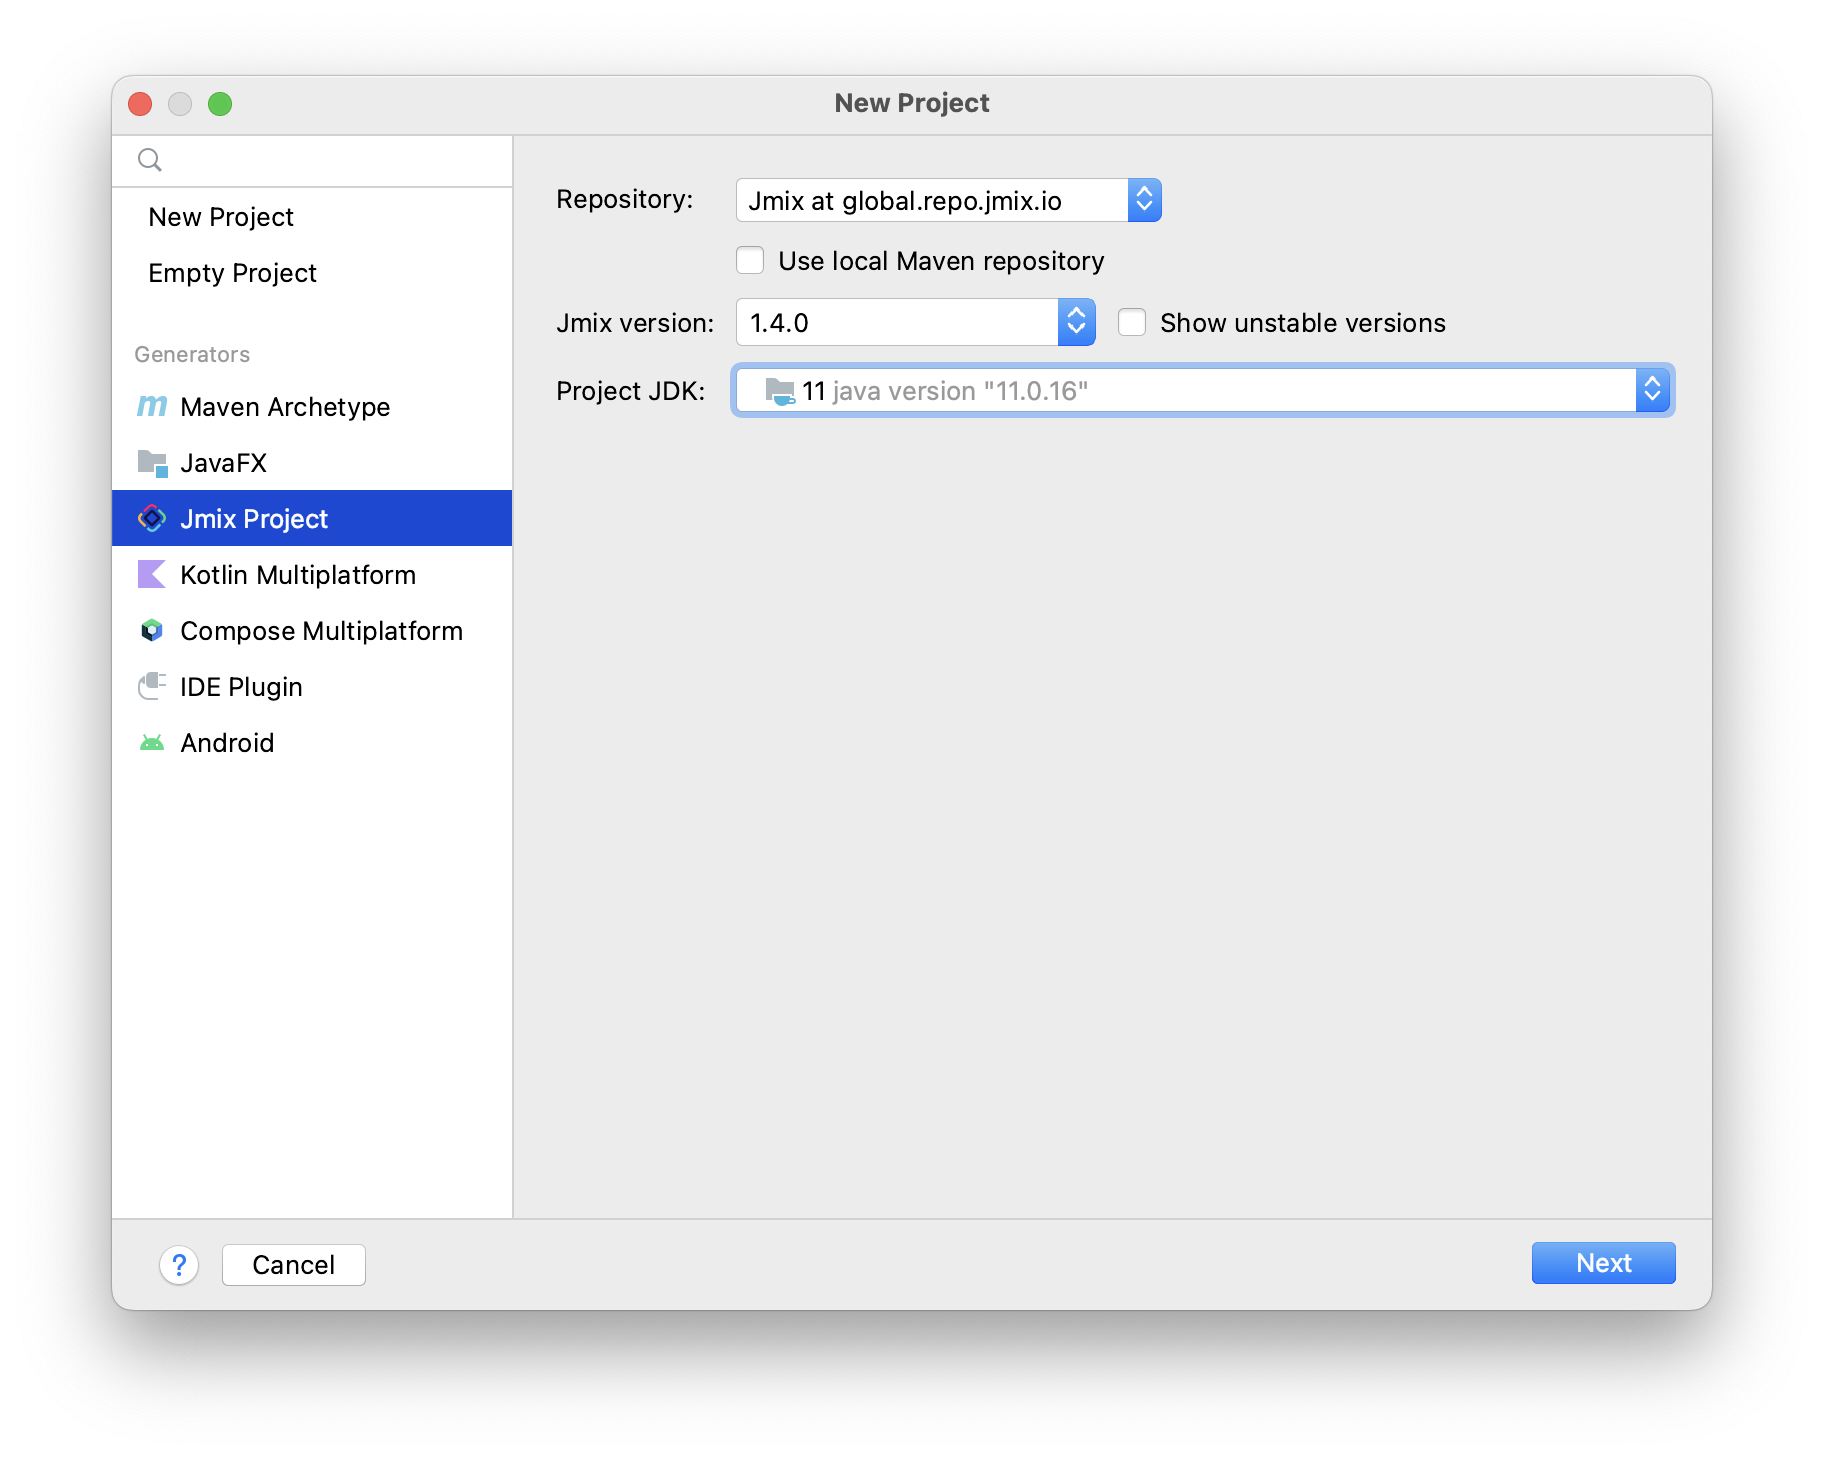 New Project
New Project
Empty Project
Generators
Maven Archetype
JavaFX
Jmix Project
Kotlin Multiplatform
Compose Multiplatform
IDE Plugin
Android
Repository: Jmix at global.repo.jmix.io
Use local Maven repository
Jmix version: 1.4.0 Show unstable versions
Project JDK: 11 java version "11.0.16"
? Cancel Next